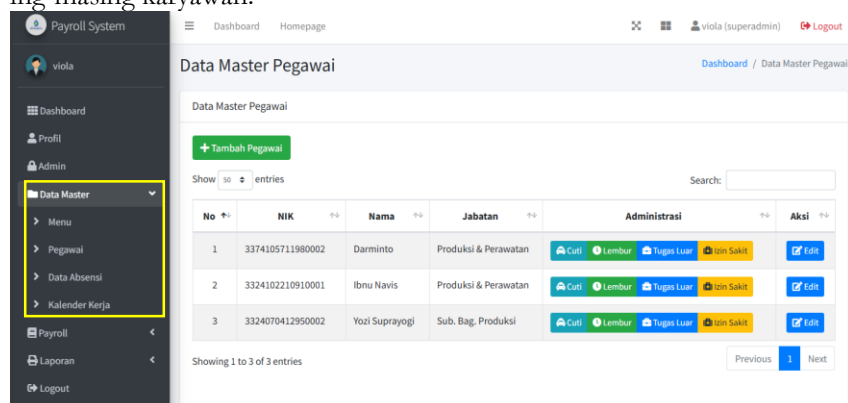 ing-masing karyawan.
Payroll System
Dashboard Homepage
viola (superadmin) Logout
viola
Data Master Pegawai
Dashboard / Data Master Pegawai
Dashboard
Profil
Admin
Data Master
Menu
Pegawai
Data Absensi
Kalender Kerja
Payroll
Laporan
Logout
Data Master Pegawai
Tambah Pegawai
Show 50 entries
Search:
No NIK Nama Jabatan Administrasi Aksi
1 3374105711980002 Darminto Produksi & Perawatan Cuti Lembur Tugas Luar Izin Sakit Edit
2 3324102210910001 Ibnu Navis Produksi & Perawatan Cuti Lembur Tugas Luar Izin Sakit Edit
3 3324070412950002 Yozi Suprayogi Sub. Bag. Produksi Cuti Lembur Tugas Luar Izin Sakit Edit
Showing 1 to 3 of 3 entries
Previous 1 Next